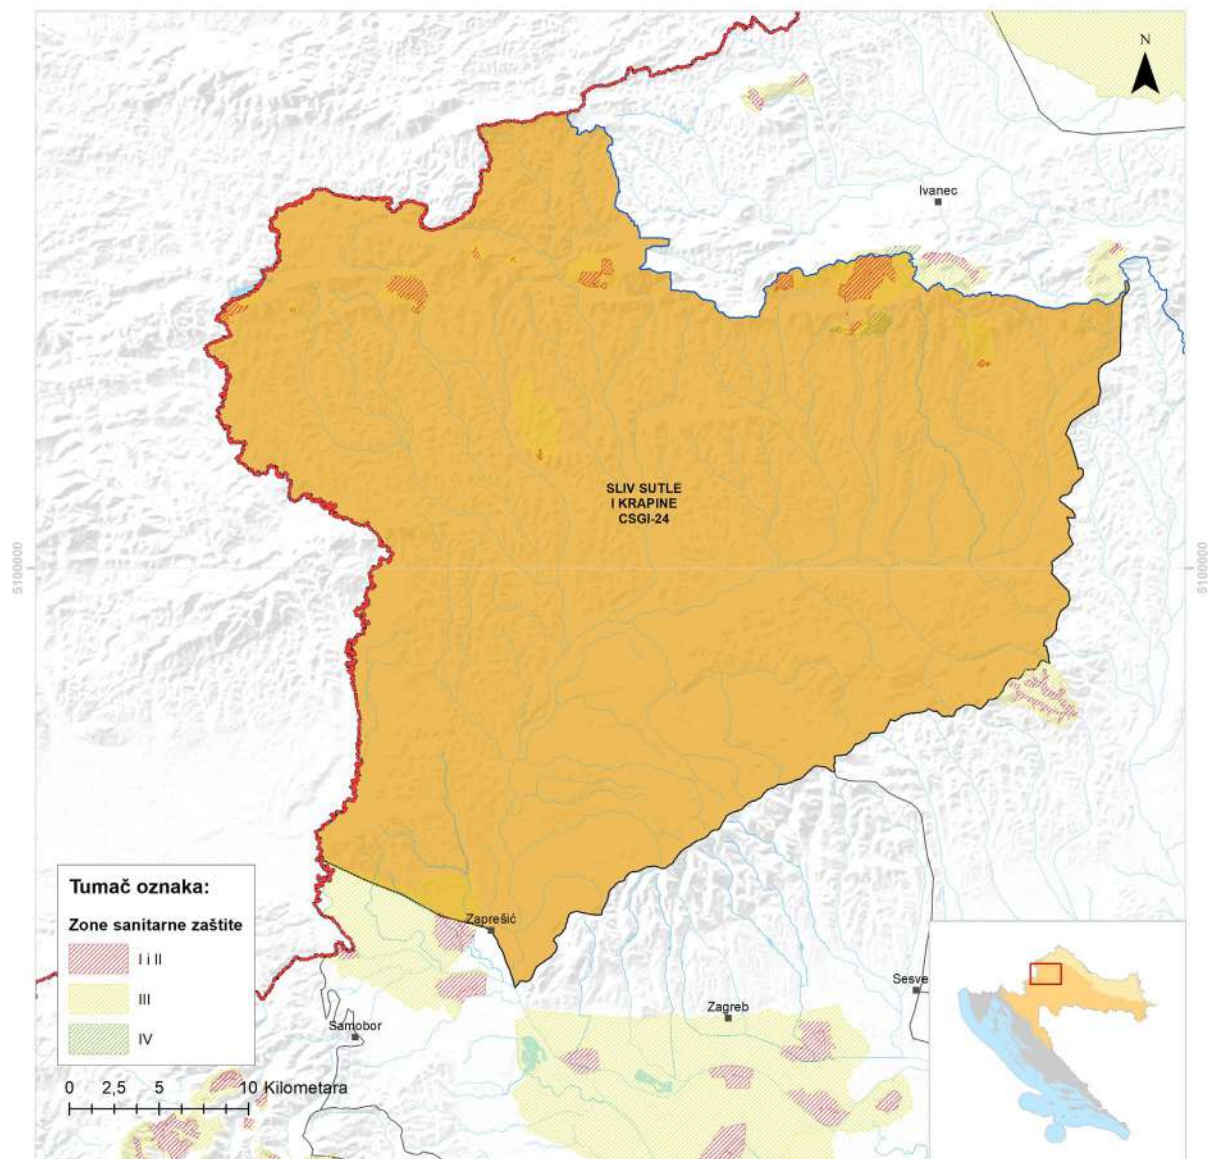 N
Ivanec
SLIV SUTLE
I KRAPINE
CSGI-24
5100000
5100000
Zaprešić
Sesve
Zagreb
Samobor
Tumač oznaka:
Zone sanitarne zaštite
I i II
III
IV
0 2,5 5 10 Kilometara